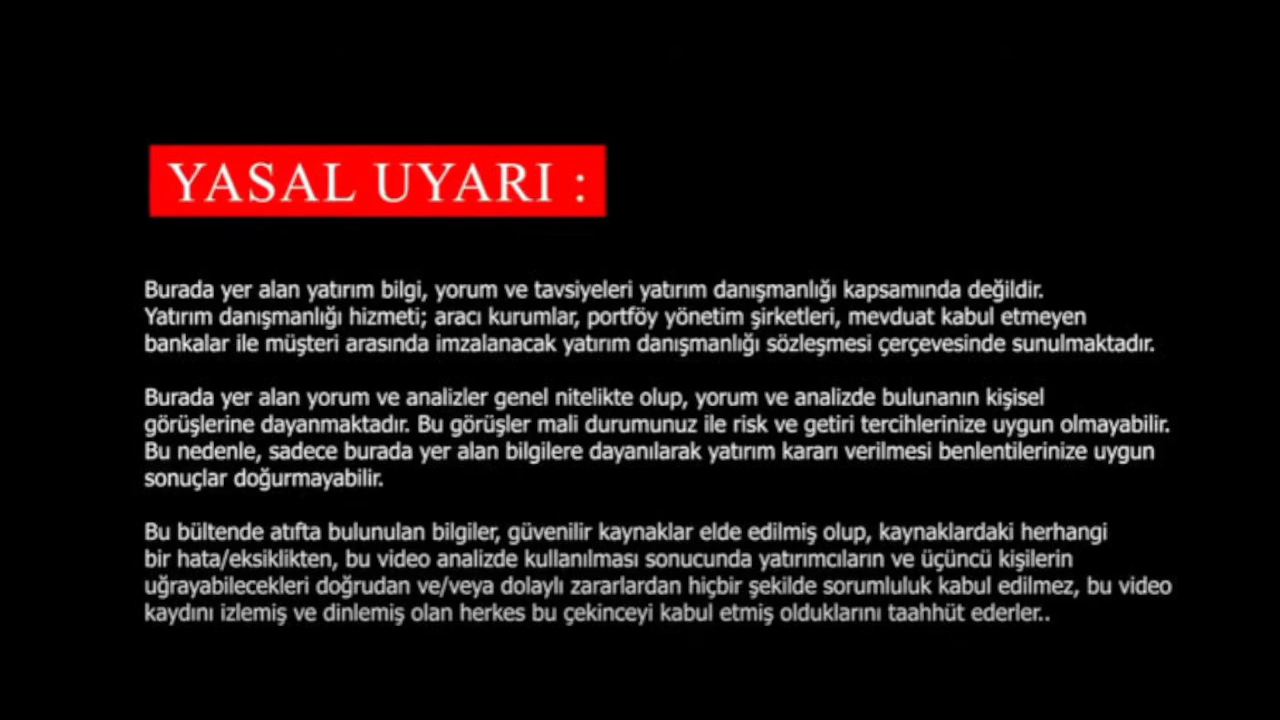 YASAL UYARI :
Burada yer alan yatırım bilgi, yorum ve tavsiyeleri yatırım danışmanlığı kapsamında değildir.
Yatırım danışmanlığı hizmeti; aracı kurumlar, portföy yönetim şirketleri, mevduat kabul etmeyen
bankalar ile müşteri arasında imzalanacak yatırım danışmanlığı sözleşmesi çerçevesinde sunulmaktadır.
Burada yer alan yorum ve analizler genel nitelikte olup, yorum ve analizde bulunanın kişisel
görüşlerine dayanmaktadır. Bu görüşler mali durumunuz ile risk ve getiri tercihlerinize uygun olmayabilir.
Bu nedenle, sadece burada yer alan bilgilere dayanılarak yatırım kararı verilmesi benlentilerinize uygun
sonuçlar doğurmayabilir.
Bu bültende atıfta bulunulan bilgiler, güvenilir kaynaklar elde edilmiş olup, kaynaklardaki herhangi
bir hata/eksiklikten, bu video analizde kullanılması sonucunda yatırımcıların ve üçüncü kişilerin
uğrayabilecekleri doğrudan ve/veya dolaylı zararlardan hiçbir şekilde sorumluluk kabul edilmez, bu video
kaydını izlemiş ve dinlemiş olan herkes bu çekinceyi kabul etmiş olduklarını taahhüt ederler..